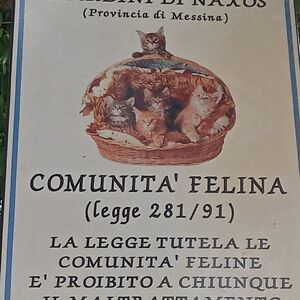 DI NAXOS
(Provincia di Messina)
COMUNITA' FELINA
(legge 281/91)
LA LEGGE TUTELA LE
COMUNITA' FELINE
E' PROIBITO A CHIUNQUE
IL MALTRATTAMENTO